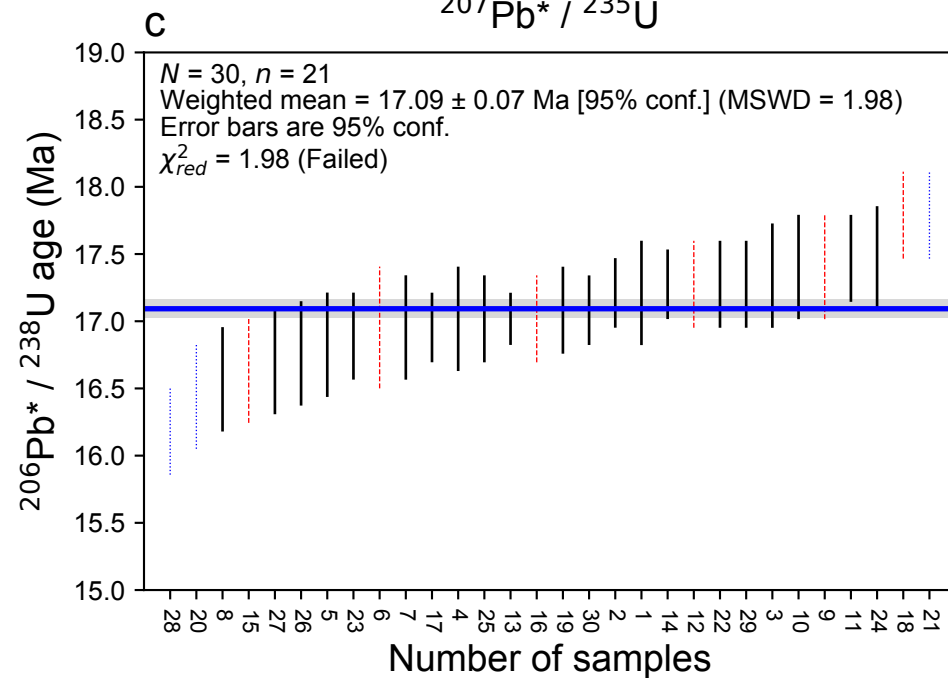 207Pb* / 235U
c
N = 30, n = 21
Weighted mean = 17.09 ± 0.07 Ma [95% conf.] (MSWD = 1.98)
Error bars are 95% conf.
χ²red = 1.98 (Failed)
206Pb* / 238U age (Ma)
19.0
18.5
18.0
17.5
17.0
16.5
16.0
15.5
15.0
28 20 8 15 27 26 5 23 6 7 17 4 25 13 16 19 30 2 1 14 12 22 29 3 10 9 11 24 18 21
Number of samples